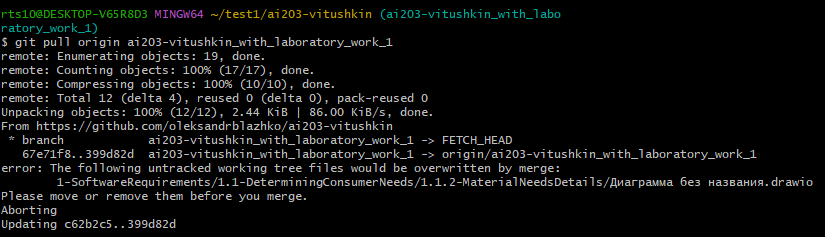 rts10@DESKTOP-V65R8D3 MINGW64 ~/test1/ai203-vitushkin (ai203-vitushkin_with_labo
ratory_work_1)
$ git pull origin ai203-vitushkin_with_laboratory_work_1
remote: Enumerating objects: 19, done.
remote: Counting objects: 100% (17/17), done.
remote: Compressing objects: 100% (10/10), done.
remote: Total 12 (delta 4), reused 0 (delta 0), pack-reused 0
Unpacking objects: 100% (12/12), 2.44 KiB | 86.00 KiB/s, done.
From https://github.com/oleksandrblazhko/ai203-vitushkin
 * branch            ai203-vitushkin_with_laboratory_work_1 -> FETCH_HEAD
   67e71f8..399d82d  ai203-vitushkin_with_laboratory_work_1 -> origin/ai203-vitushkin_with_laboratory_work_1
error: The following untracked working tree files would be overwritten by merge:
        1-SoftwareRequirements/1.1-DeterminingConsumerNeeds/1.1.2-MaterialNeedsDetails/Диаграмма без названия.drawio
Please move or remove them before you merge.
Aborting
Updating c62b2c5..399d82d